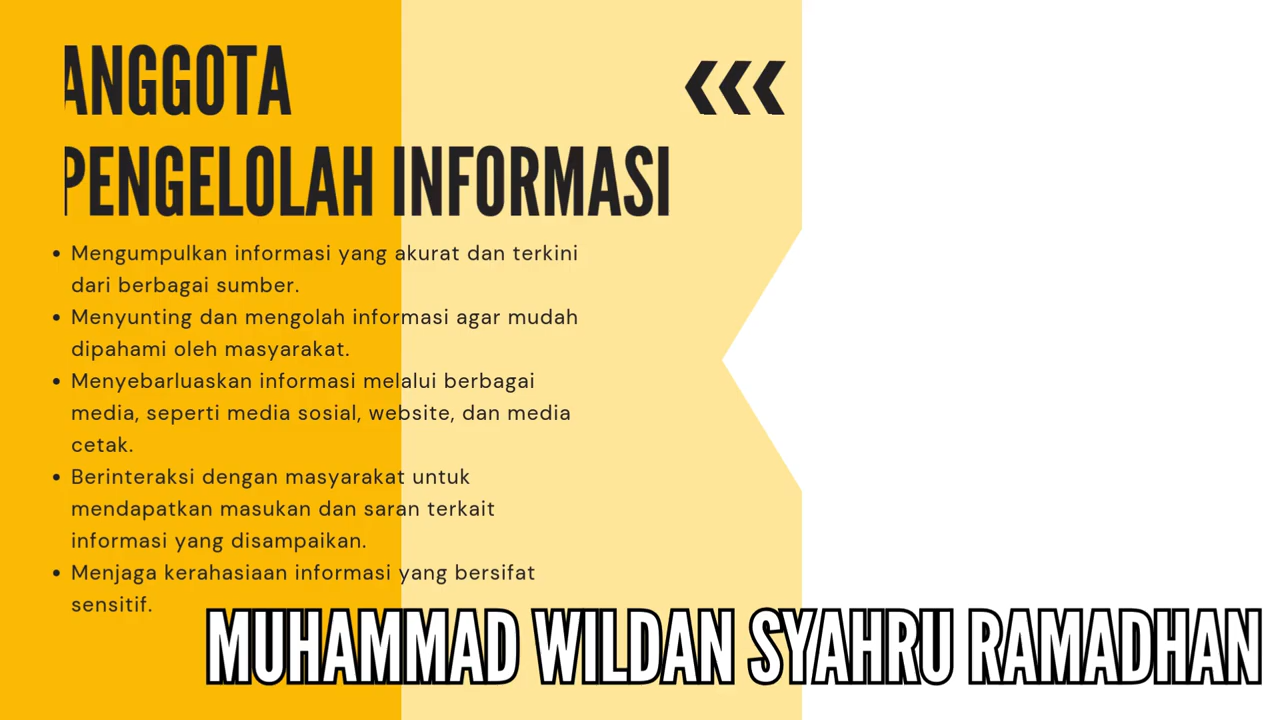 ANGGOTA
PENGELOLAH INFORMASI
• Mengumpulkan informasi yang akurat dan terkini
dari berbagai sumber.
• Menyunting dan mengolah informasi agar mudah
dipahami oleh masyarakat.
• Menyebarluaskan informasi melalui berbagai
media, seperti media sosial, website, dan media
cetak.
• Berinteraksi dengan masyarakat untuk
mendapatkan masukan dan saran terkait
informasi yang disampaikan.
• Menjaga kerahasiaan informasi yang bersifat
sensitif.
MUHAMMAD WILDAN SYAHRU RAMADHAN